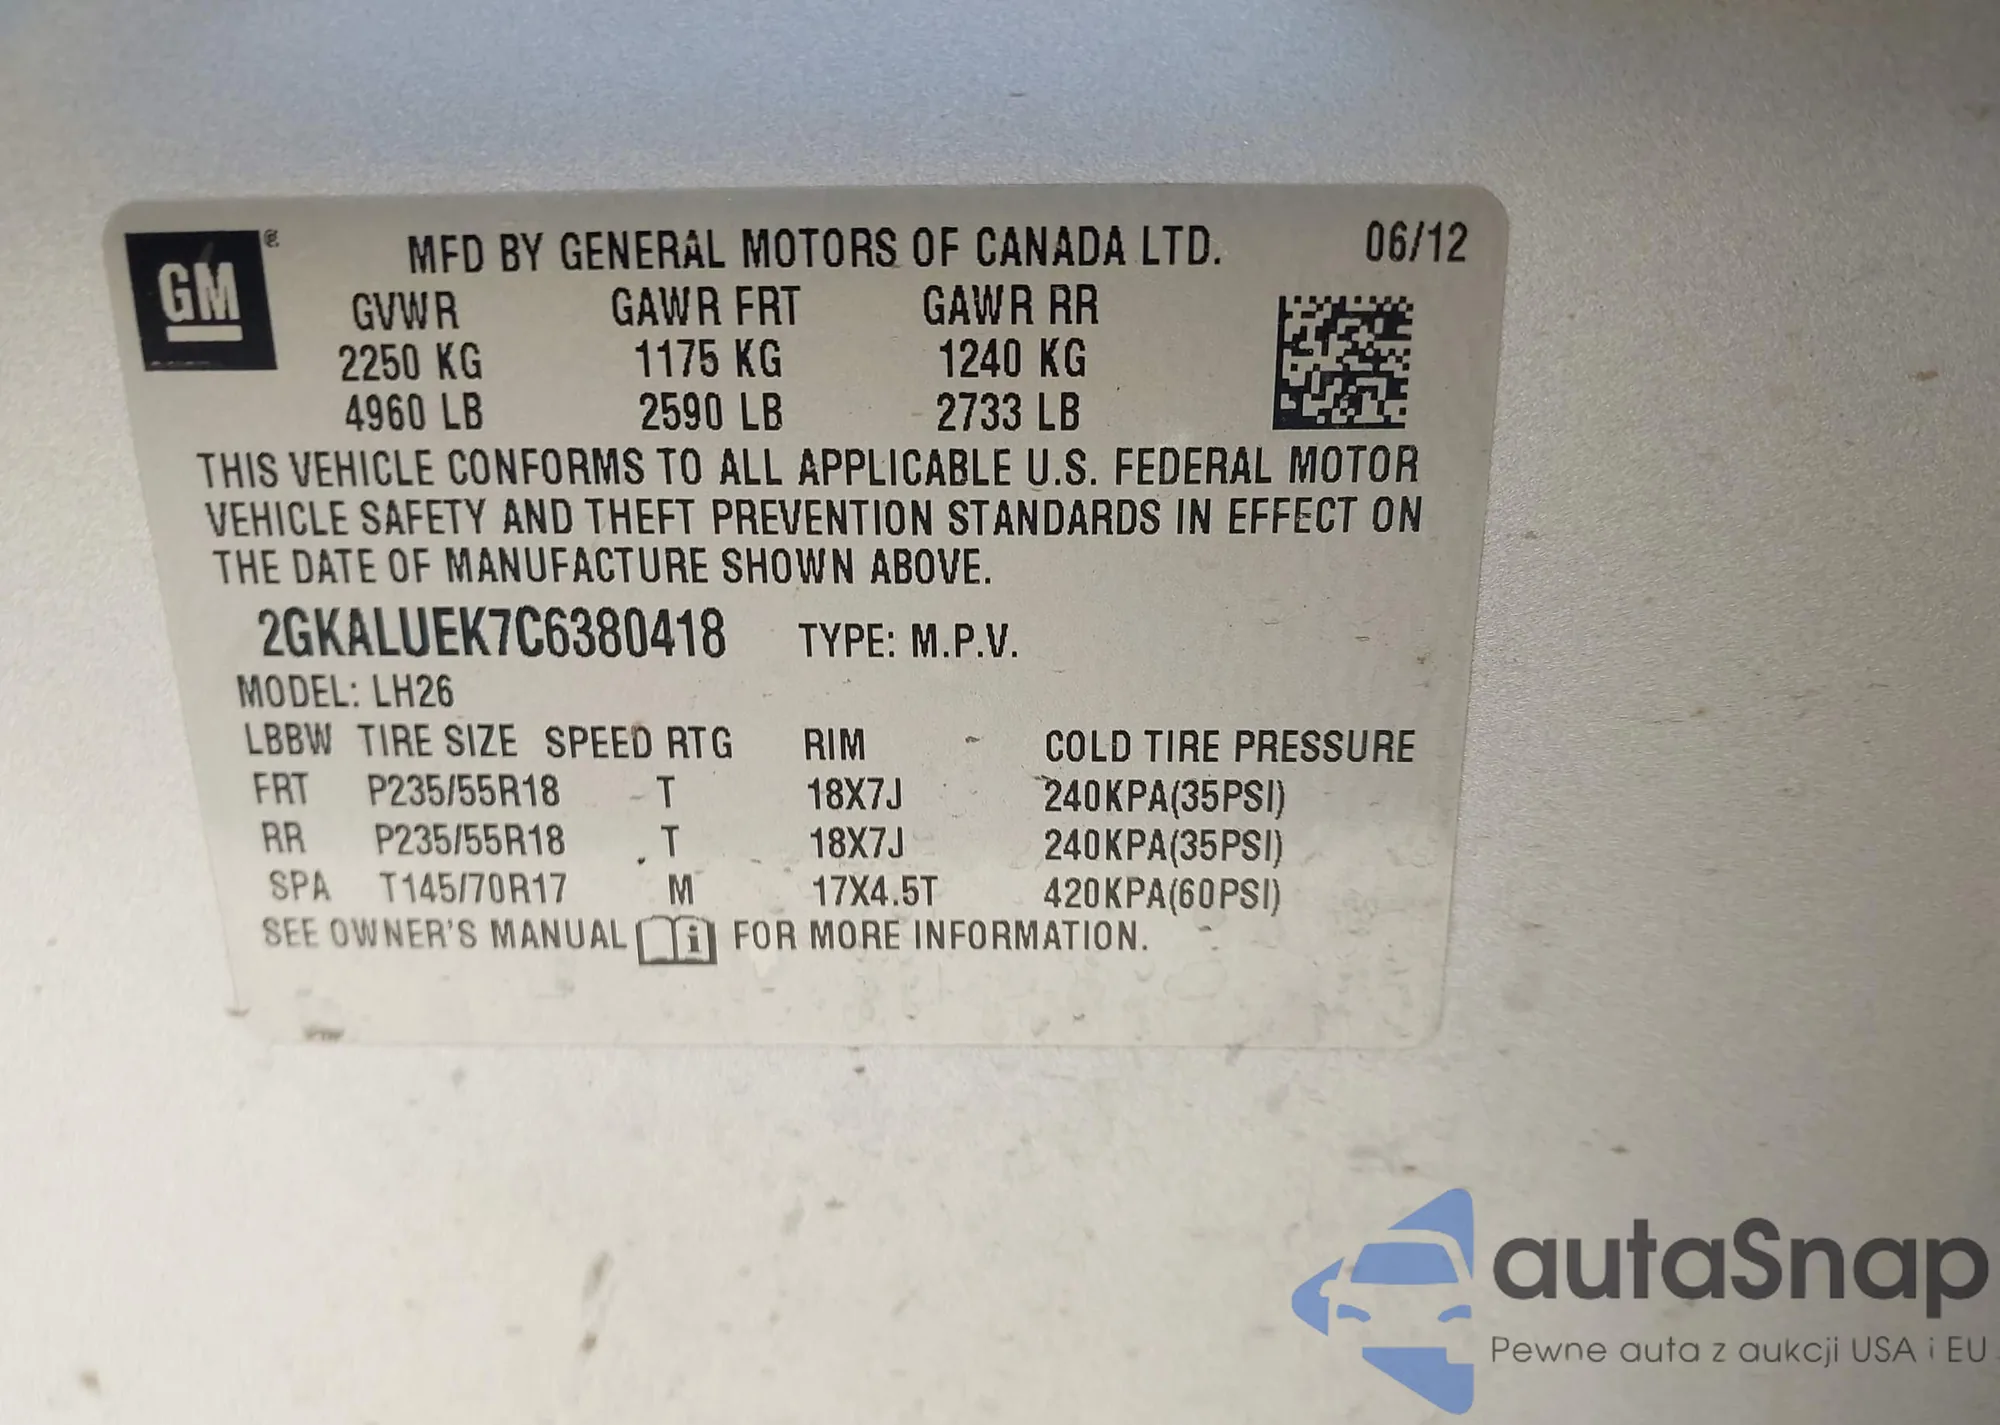 GM
MFD BY GENERAL MOTORS OF CANADA LTD. 06/12
GVWR GAWR FRT GAWR RR
2250 KG 1175 KG 1240 KG
4960 LB 2590 LB 2733 LB
THIS VEHICLE CONFORMS TO ALL APPLICABLE U.S. FEDERAL MOTOR
VEHICLE SAFETY AND THEFT PREVENTION STANDARDS IN EFFECT ON
THE DATE OF MANUFACTURE SHOWN ABOVE.
2GKALUEK7C6380418 TYPE: M.P.V.
MODEL: LH26
LBBW TIRE SIZE SPEED RTG RIM COLD TIRE PRESSURE
FRT P235/55R18 T 18X7J 240KPA(35PSI)
RR P235/55R18 T 18X7J 240KPA(35PSI)
SPA T145/70R17 M 17X4.5T 420KPA(60PSI)
SEE OWNER'S MANUAL i FOR MORE INFORMATION.
autaSnap
Pewne auta z aukcji USA i EU